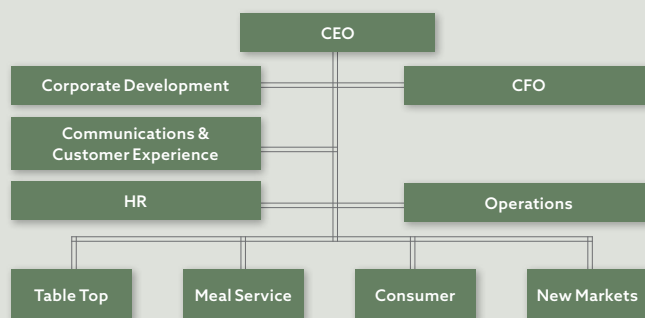 CEO
Corporate Development
CFO
Communications &
Customer Experience
HR
Operations
Table Top
Meal Service
Consumer
New Markets